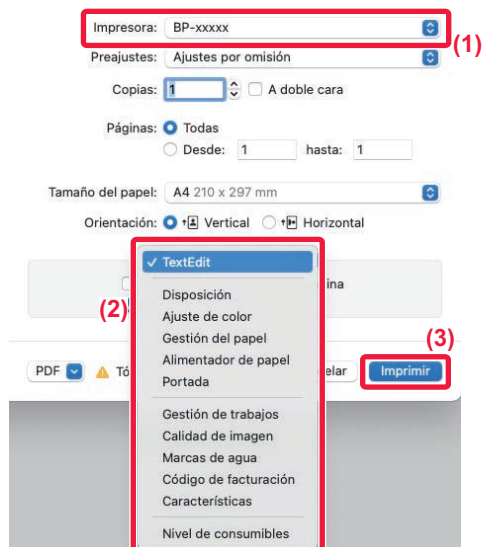 Impresora: BP-xxxxx
(1)
Preajustes: Ajustes por omisión
Copias: 1 A doble cara
Páginas: Todas
Desde: 1 hasta: 1
Tamaño del papel: A4 210 x 297 mm
Orientación: Vertical Horizontal
TextEdit
ina
(2)
Disposición
Ajuste de color
Gestión del papel
(3)
Alimentador de papel
PDF Tó elar Imprimir
Portada
Gestión de trabajos
Calidad de imagen
Marcas de agua
Código de facturación
Características
Nivel de consumibles